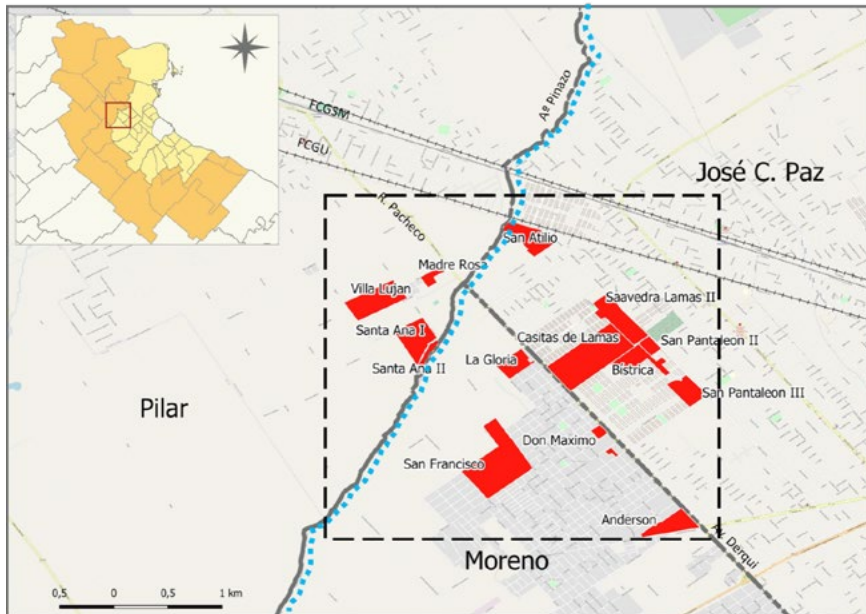 Aº Pinazo
FCGSM
FCGU
José C. Paz
R. Pacheco
San Atilio
Madre Rosa
Villa Lujan
Saavedra Lamas II
Santa Ana I
Casitas de Lamas
San Pantaleon II
La Gloria
Santa Ana II
Bistrica
San Pantaleon III
Pilar
Don Maximo
San Francisco
Anderson
Av. Derqui
Moreno
0,5 0 0,5 1 km